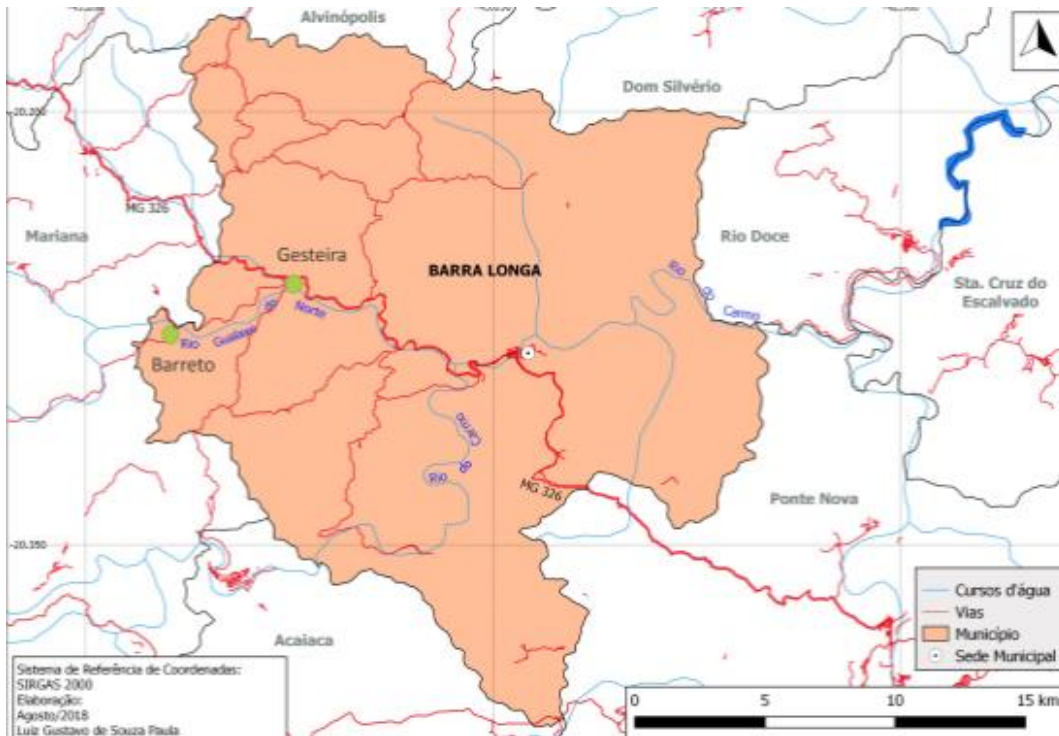 Alvinópolis
Dom Silvério
-20.200
MG 326
Mariana
Rio Doce
Gesteira
BARRA LONGA
Rio do Carmo
Sta. Cruz do
Escalvado
Rio Gualaxo do Norte
Barreto
Rio do Carmo
MG 326
Ponte Nova
-20.350
Acaiaca
Cursos d'água
Vias
Município
Sede Municipal
Sistema de Referência de Coordenadas:
SIRGAS 2000
Elaboração:
Agosto/2018
Luiz Gustavo de Souza Paula
0 5 10 15 km